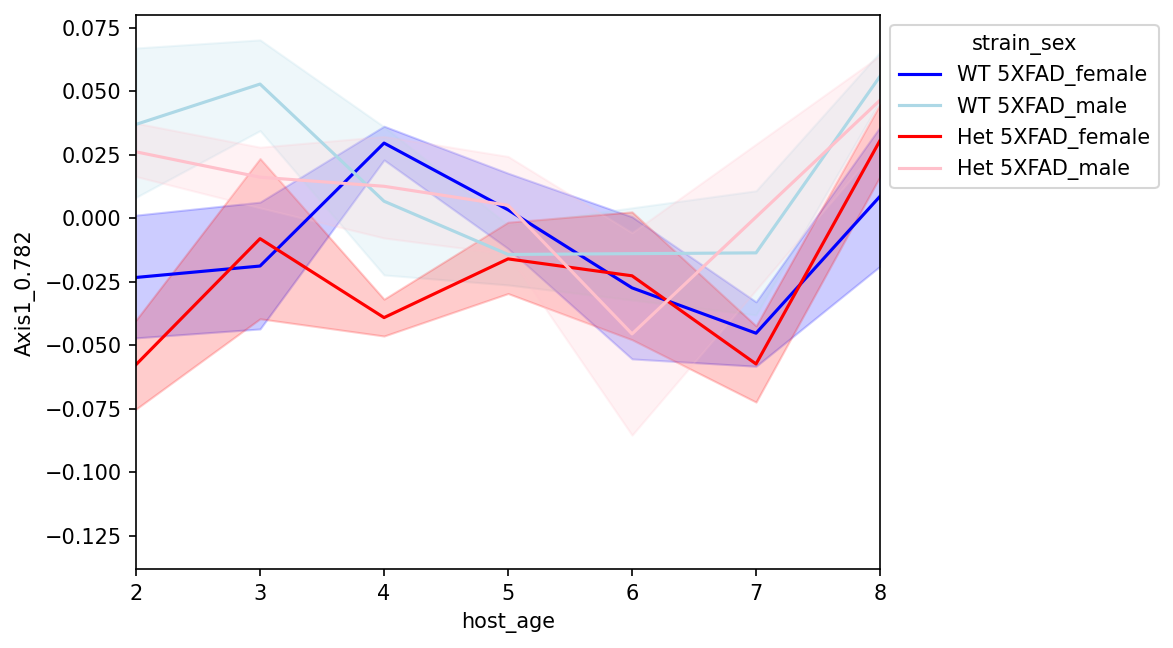 0.075
0.050
0.025
0.000
−0.025
−0.050
−0.075
−0.100
−0.125
Axis1_0.782
2 3 4 5 6 7 8
host_age
strain_sex
WT 5XFAD_female
WT 5XFAD_male
Het 5XFAD_female
Het 5XFAD_male